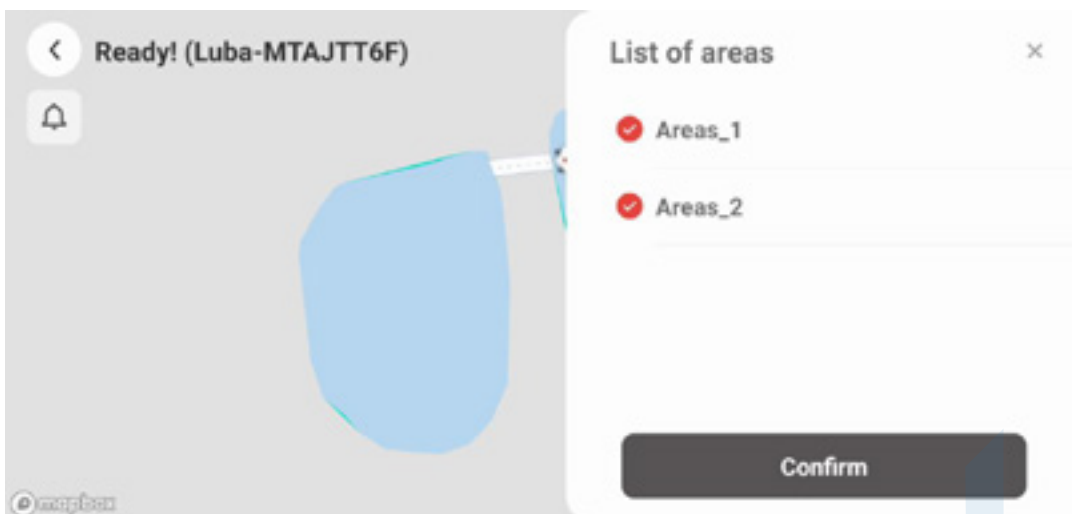 Ready! (Luba-MTAJTT6F)
List of areas
Areas_1
Areas_2
Confirm
mapbox